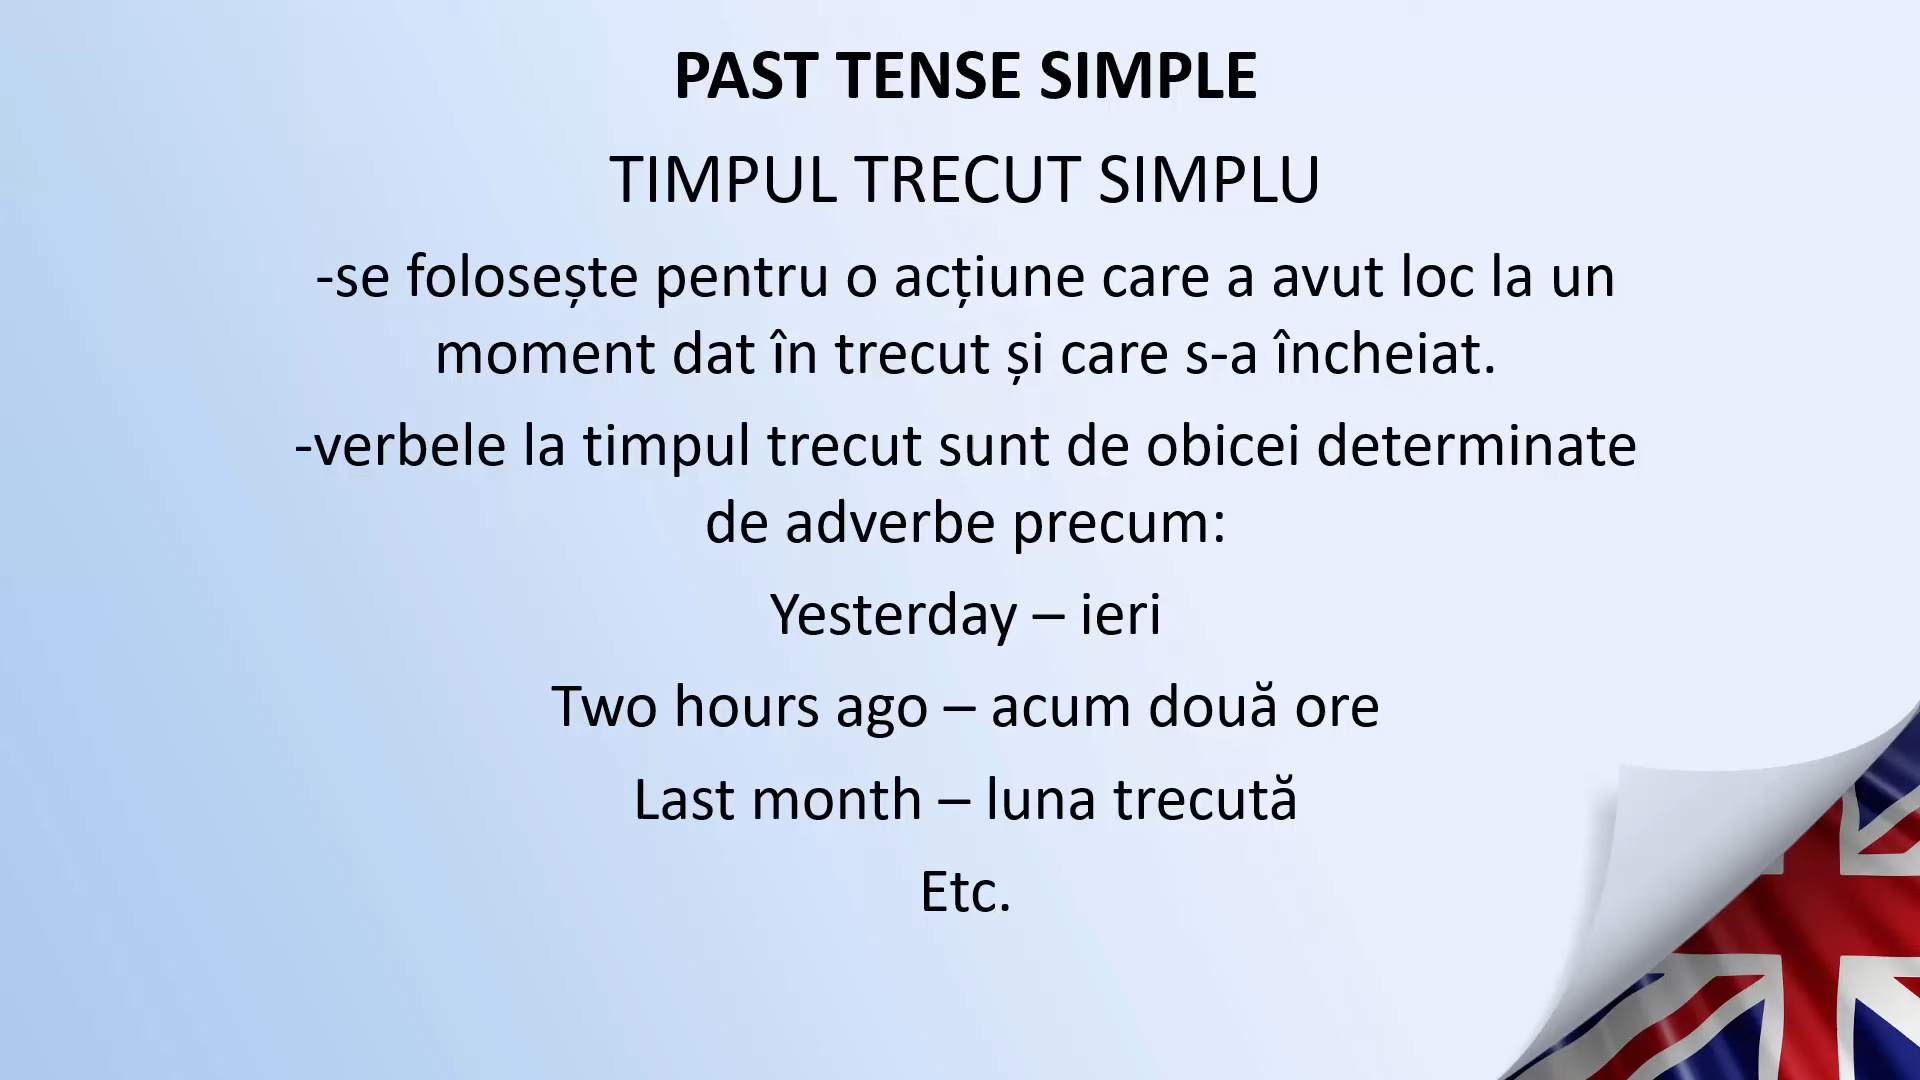 PAST TENSE SIMPLE
TIMPUL TRECUT SIMPLU
-se folosește pentru o acțiune care a avut loc la un
moment dat în trecut și care s-a încheiat.
-verbele la timpul trecut sunt de obicei determinate
de adverbe precum:
Yesterday – ieri
Two hours ago – acum două ore
Last month – luna trecută
Etc.